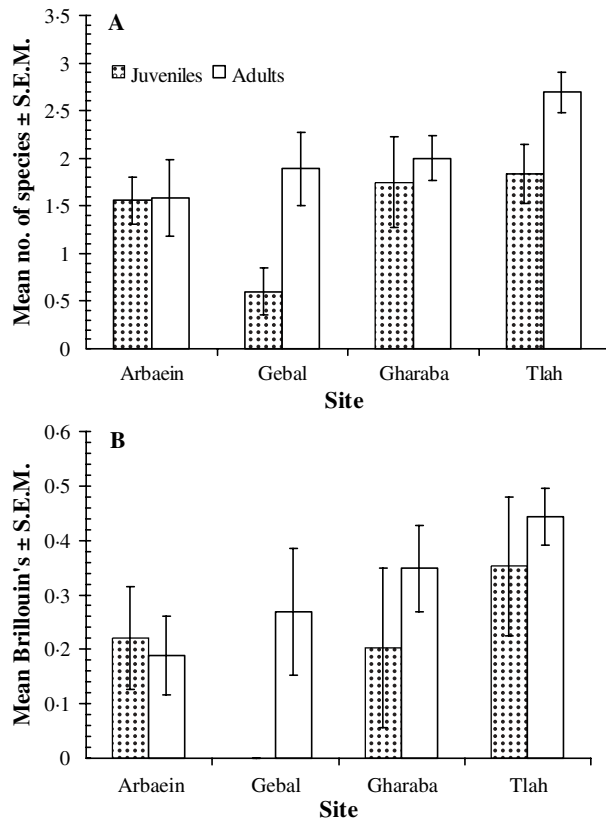 A
Juveniles Adults
Mean no. of species ± S.E.M.
3·5
3
2·5
2
1·5
1
0·5
0
Arbaein Gebal Gharaba Tlah
Site
B
Mean Brillouin's ± S.E.M.
0·6
0·5
0·4
0·3
0·2
0·1
0
Arbaein Gebal Gharaba Tlah
Site